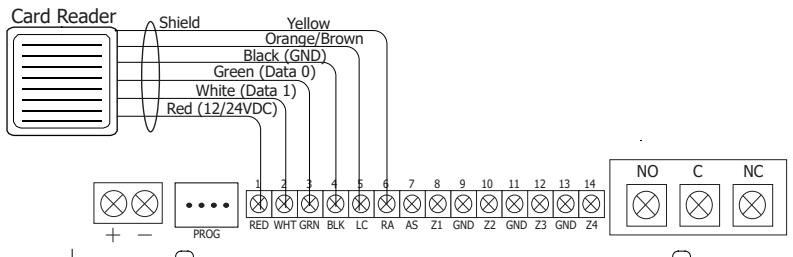 Card Reader
Shield
Yellow
Orange/Brown
Black (GND)
Green (Data 0)
White (Data 1)
Red (12/24VDC)
NO C NC
1 2 3 4 5 6 7 8 9 10 11 12 13 14
+ − PROG RED WHT GRN BLK LC RA AS Z1 GND Z2 GND Z3 GND Z4